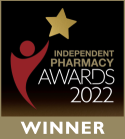 INDEPENDENT
PHARMACY
AWARDS
2022
WINNER